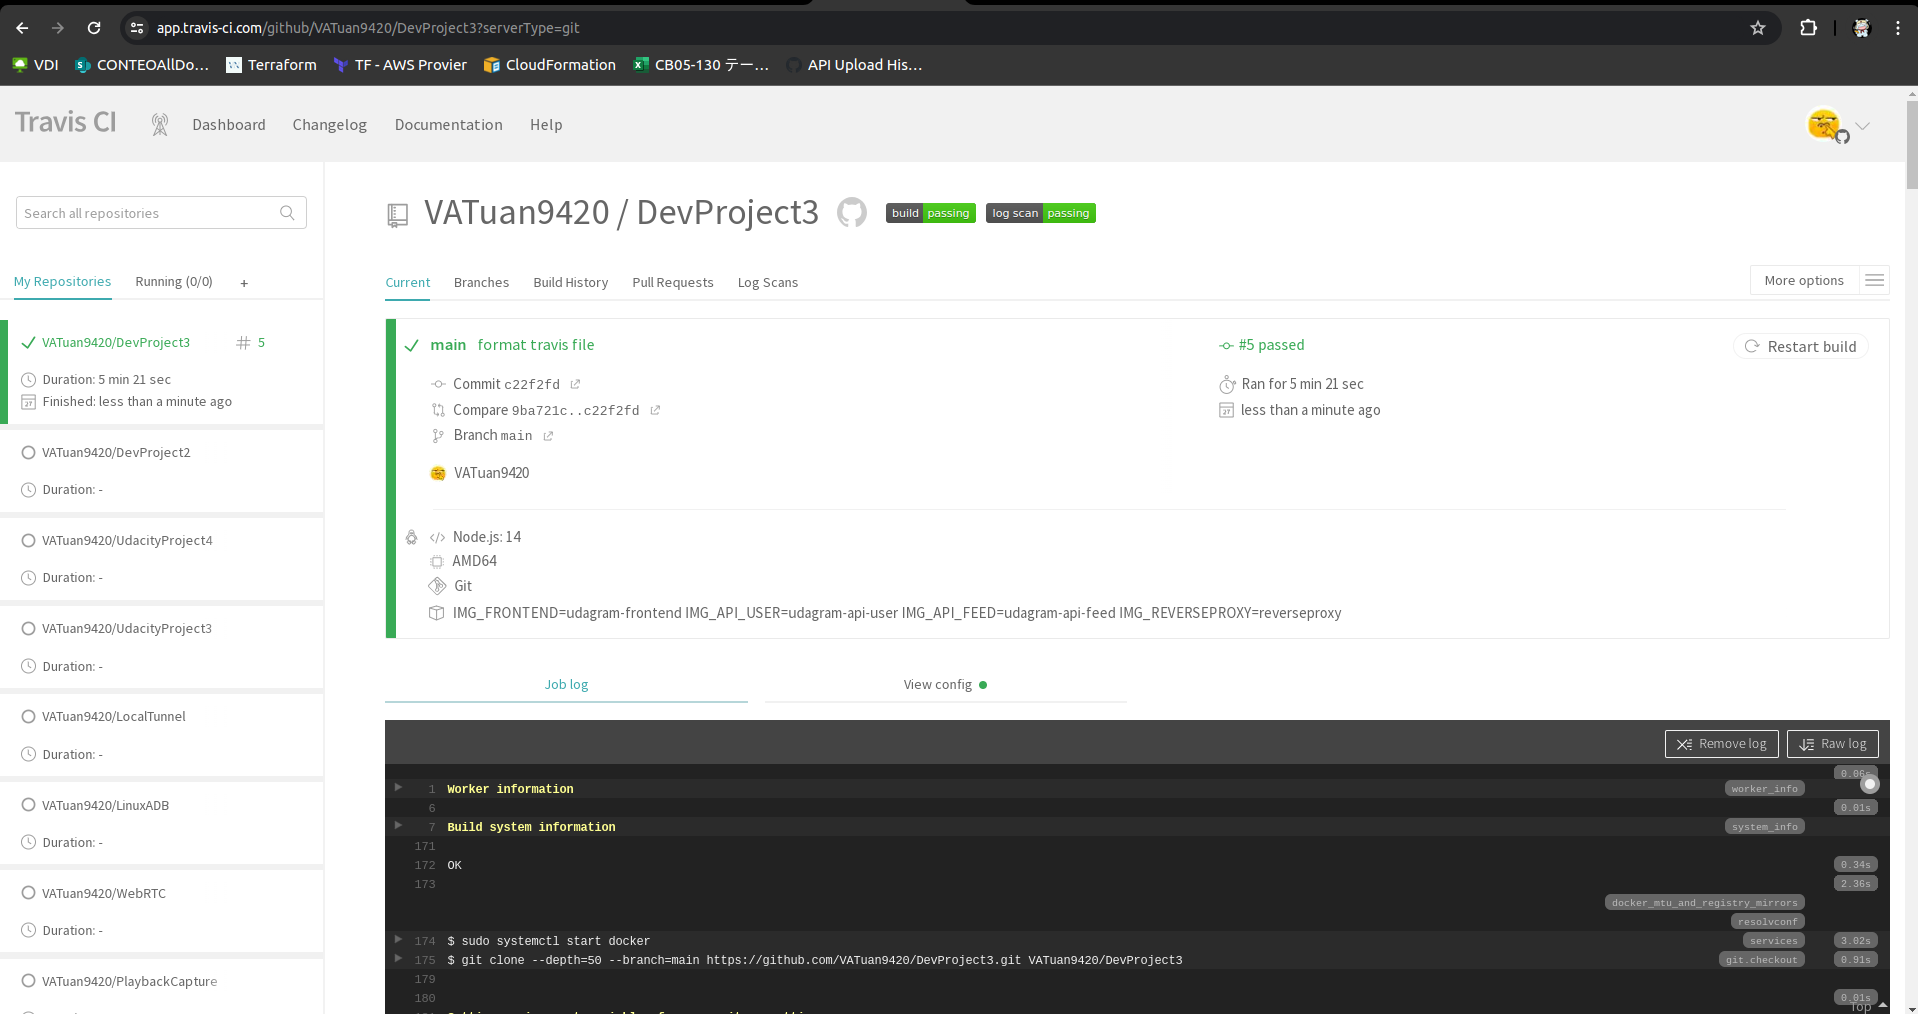 app.travis-ci.com/github/VATuan9420/DevProject3?serverType=git
VDI
CONTEOAllDo...
Terraform
TF - AWS Provier
CloudFormation
CB05-130 テー...
API Upload His...
Travis CI
Dashboard
Changelog
Documentation
Help
Search all repositories
My Repositories
Running (0/0)
+
VATuan9420/DevProject3
# 5
Duration: 5 min 21 sec
Finished: less than a minute ago
VATuan9420/DevProject2
Duration: -
VATuan9420/UdacityProject4
Duration: -
VATuan9420/UdacityProject3
Duration: -
VATuan9420/LocalTunnel
Duration: -
VATuan9420/LinuxADB
Duration: -
VATuan9420/WebRTC
Duration: -
VATuan9420/PlaybackCapture
VATuan9420 / DevProject3
build passing
log scan passing
Current
Branches
Build History
Pull Requests
Log Scans
More options
main format travis file
#5 passed
Restart build
Commit c22f2fd
Ran for 5 min 21 sec
Compare 9ba721c..c22f2fd
less than a minute ago
Branch main
VATuan9420
Node.js: 14
AMD64
Git
IMG_FRONTEND=udagram-frontend IMG_API_USER=udagram-api-user IMG_API_FEED=udagram-api-feed IMG_REVERSEPROXY=reverseproxy
Job log
View config
Remove log
Raw log
0.06s
1 Worker information worker_info
6 0.01s
7 Build system information system_info
171
172 OK 0.34s
173 2.36s
docker_mtu_and_registry_mirrors
resolvconf
174 $ sudo systemctl start docker services 3.02s
175 $ git clone --depth=50 --branch=main https://github.com/VATuan9420/DevProject3.git VATuan9420/DevProject3 git.checkout 0.91s
179
180 0.01s
Top